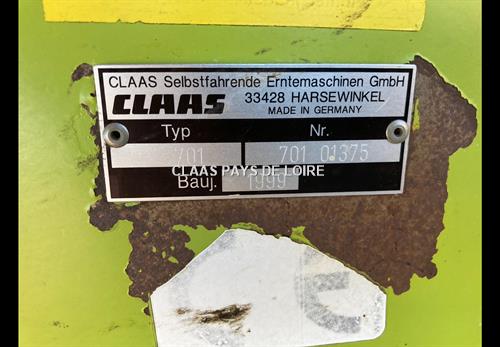 CLAAS Selbstfahrende Erntemaschinen GmbH
CLAAS 33428 HARSEWINKEL
MADE IN GERMANY
Typ Nr.
701 701 01375
CLAAS PAYS DE LOIRE
Bauj. 1999